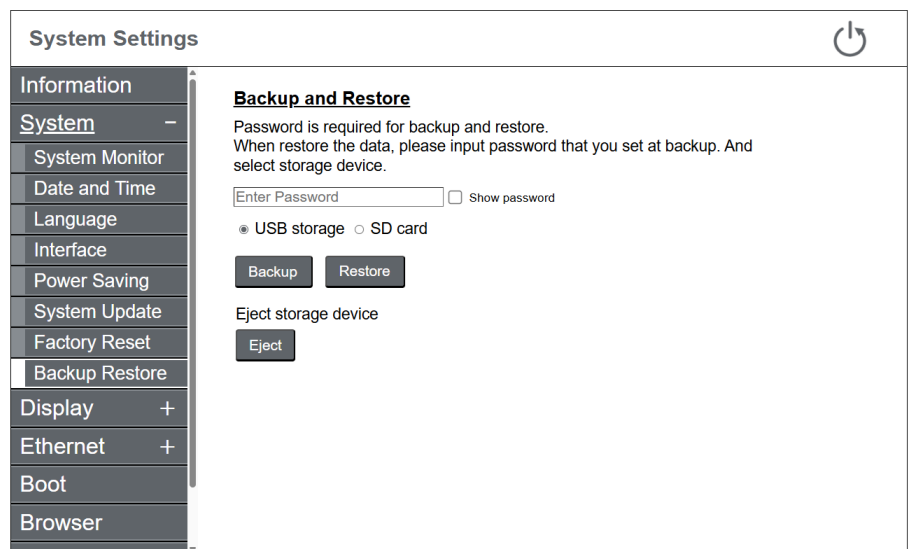 System Settings
Information
System −
System Monitor
Date and Time
Language
Interface
Power Saving
System Update
Factory Reset
Backup Restore
Display +
Ethernet +
Boot
Browser
Backup and Restore
Password is required for backup and restore.
When restore the data, please input password that you set at backup. And
select storage device.
Enter Password Show password
USB storage SD card
Backup Restore
Eject storage device
Eject